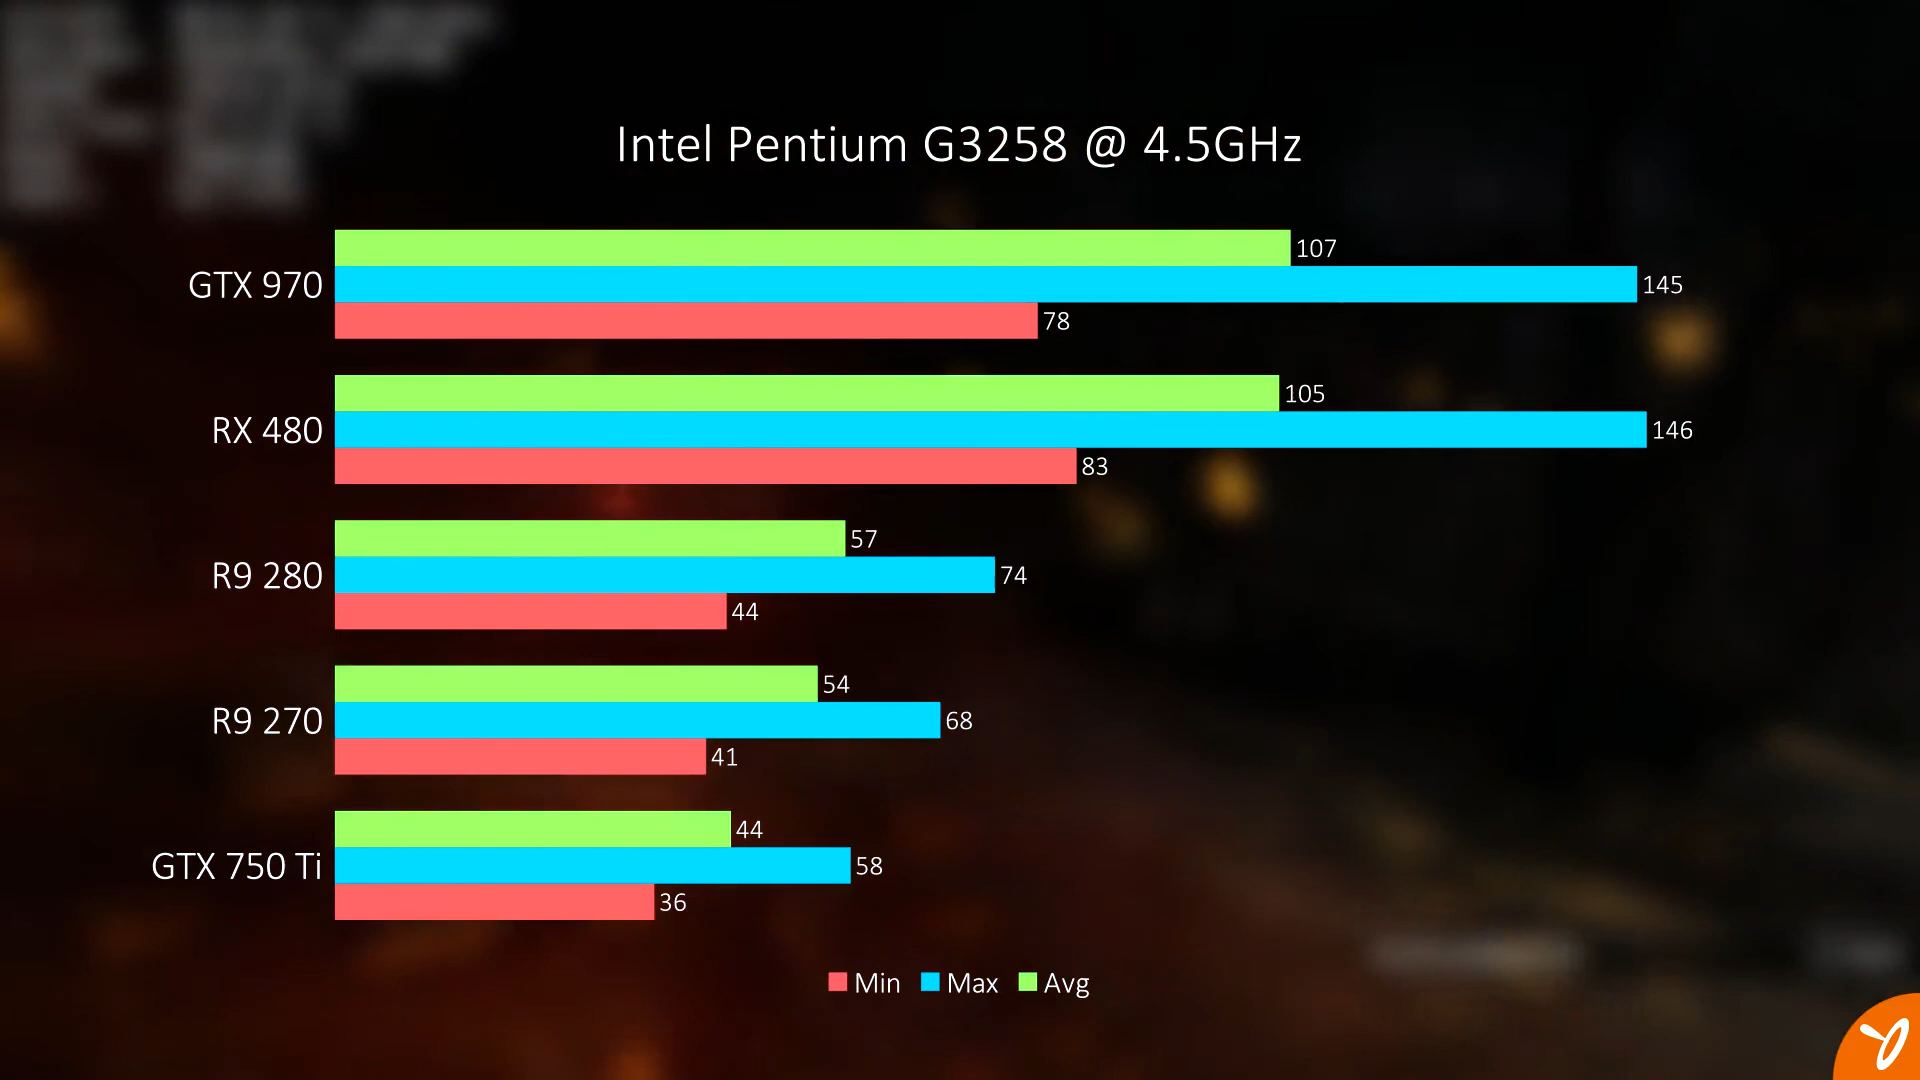 Intel Pentium G3258 @ 4.5GHz
GTX 970
107
145
78
RX 480
105
146
83
R9 280
57
74
44
R9 270
54
68
41
GTX 750 Ti
44
58
36
Min Max Avg